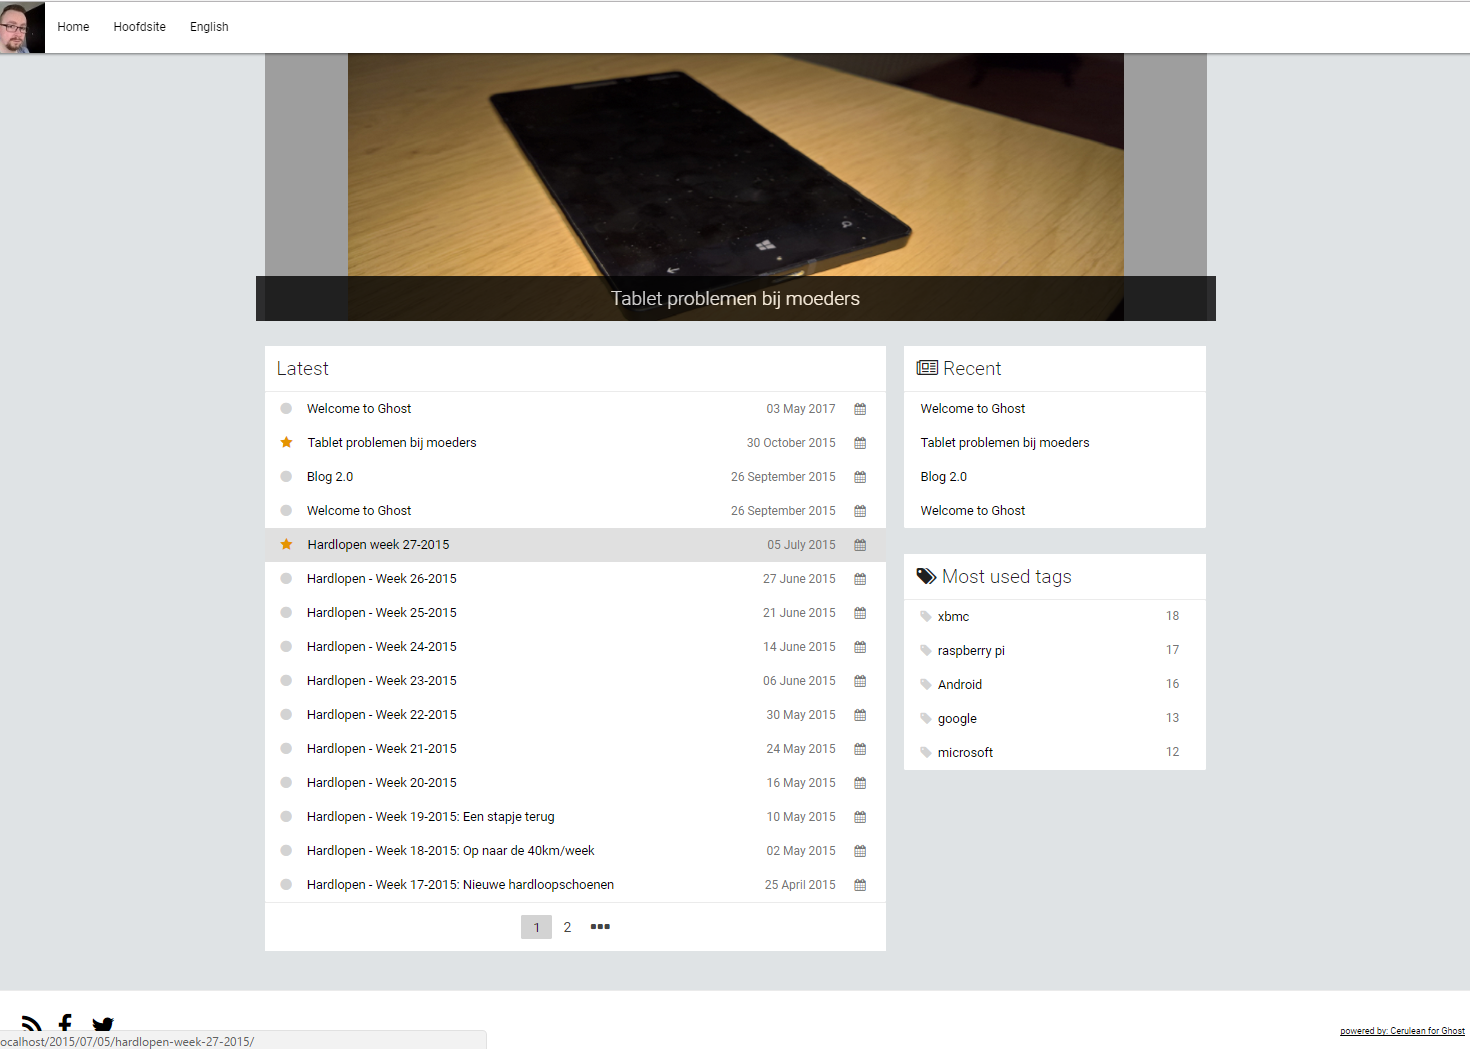 Home Hoofdsite English
Tablet problemen bij moeders
Latest
Welcome to Ghost 03 May 2017
Tablet problemen bij moeders 30 October 2015
Blog 2.0 26 September 2015
Welcome to Ghost 26 September 2015
Hardlopen week 27-2015 05 July 2015
Hardlopen - Week 26-2015 27 June 2015
Hardlopen - Week 25-2015 21 June 2015
Hardlopen - Week 24-2015 14 June 2015
Hardlopen - Week 23-2015 06 June 2015
Hardlopen - Week 22-2015 30 May 2015
Hardlopen - Week 21-2015 24 May 2015
Hardlopen - Week 20-2015 16 May 2015
Hardlopen - Week 19-2015: Een stapje terug 10 May 2015
Hardlopen - Week 18-2015: Op naar de 40km/week 02 May 2015
Hardlopen - Week 17-2015: Nieuwe hardloopschoenen 25 April 2015
1 2 •••
Recent
Welcome to Ghost
Tablet problemen bij moeders
Blog 2.0
Welcome to Ghost
Most used tags
xbmc 18
raspberry pi 17
Android 16
google 13
microsoft 12
ocalhost/2015/07/05/hardlopen-week-27-2015/
powered by: Cerulean for Ghost